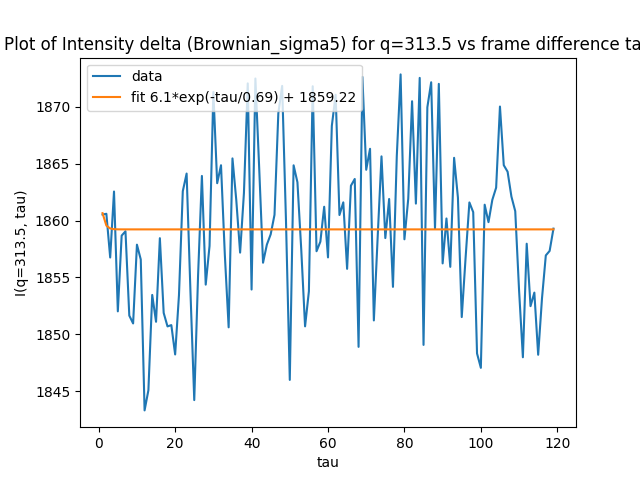 Plot of Intensity delta (Brownian_sigma5) for q=313.5 vs frame difference ta
data
fit 6.1*exp(-tau/0.69) + 1859.22
I(q=313.5, tau)
1870
1865
1860
1855
1850
1845
0 20 40 60 80 100 120
tau